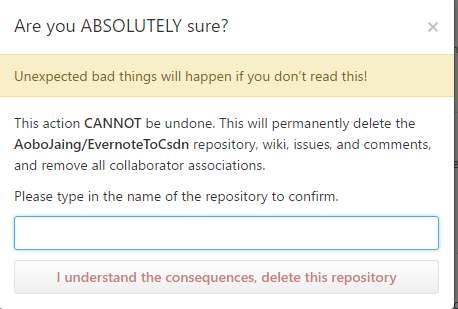 Are you ABSOLUTELY sure?
×
Unexpected bad things will happen if you don’t read this!
This action CANNOT be undone. This will permanently delete the
AoboJaing/EvernoteToCsdn repository, wiki, issues, and comments,
and remove all collaborator associations.
Please type in the name of the repository to confirm.
I understand the consequences, delete this repository